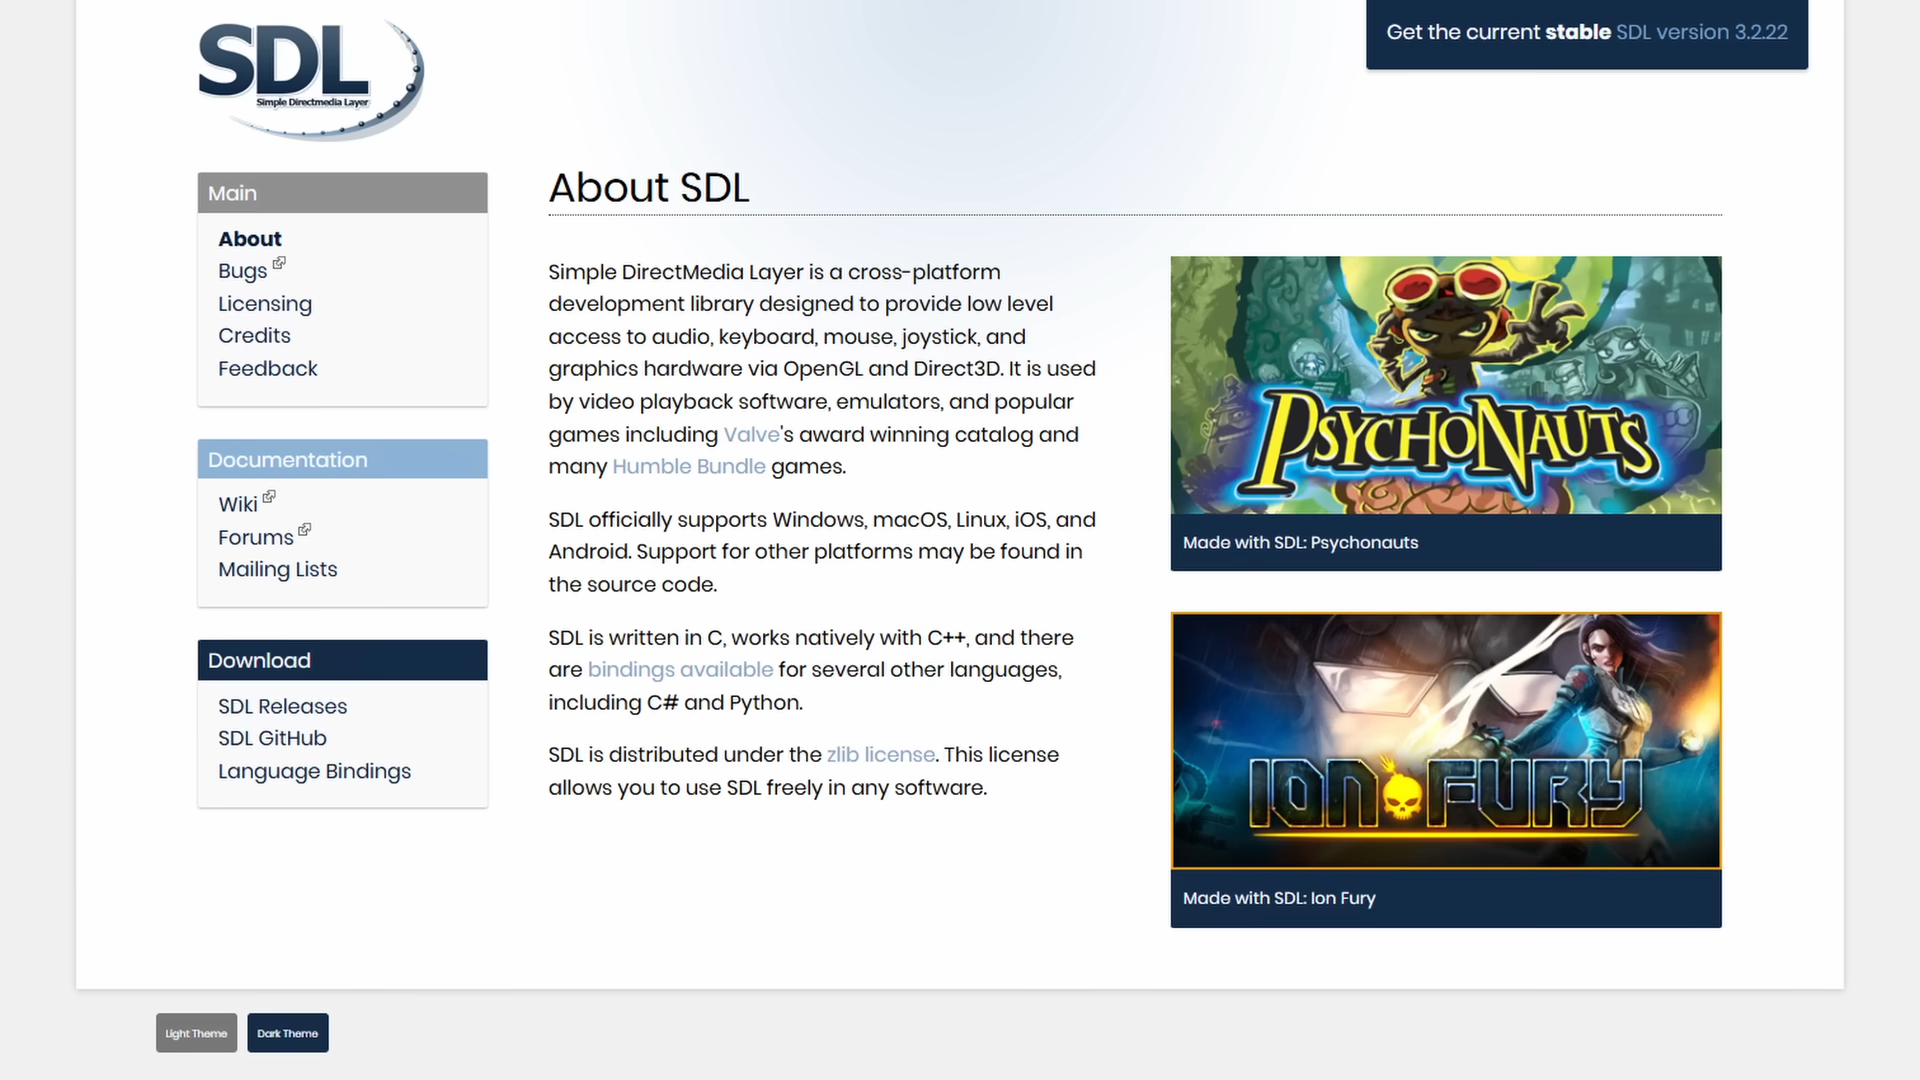 SDL
Simple Directmedia Layer
Get the current stable SDL version 3.2.22
Main
About
Bugs
Licensing
Credits
Feedback
Documentation
Wiki
Forums
Mailing Lists
Download
SDL Releases
SDL GitHub
Language Bindings
About SDL
Simple DirectMedia Layer is a cross-platform
development library designed to provide low level
access to audio, keyboard, mouse, joystick, and
graphics hardware via OpenGL and Direct3D. It is used
by video playback software, emulators, and popular
games including Valve's award winning catalog and
many Humble Bundle games.
SDL officially supports Windows, macOS, Linux, iOS, and
Android. Support for other platforms may be found in
the source code.
SDL is written in C, works natively with C++, and there
are bindings available for several other languages,
including C# and Python.
SDL is distributed under the zlib license. This license
allows you to use SDL freely in any software.
PSYCHONAUTS
Made with SDL: Psychonauts
ION FURY
Made with SDL: Ion Fury
Light Theme
Dark Theme